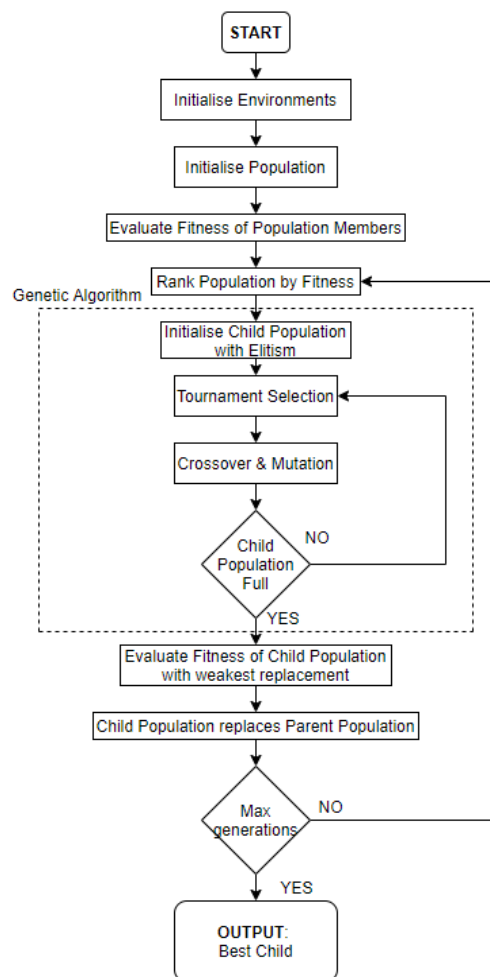 START
Initialise Environments
Initialise Population
Evaluate Fitness of Population Members
Rank Population by Fitness
Genetic Algorithm
Initialise Child Population
with Elitism
Tournament Selection
Crossover & Mutation
Child
Population
Full
NO
YES
Evaluate Fitness of Child Population
with weakest replacement
Child Population replaces Parent Population
Max
generations
NO
YES
OUTPUT:
Best Child